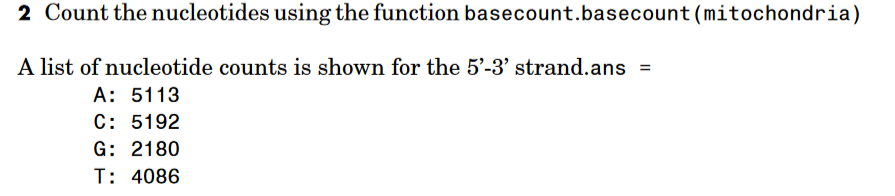 2 Count the nucleotides using the function basecount.basecount(mitochondria)
A list of nucleotide counts is shown for the 5’-3’ strand.ans =
A: 5113
C: 5192
G: 2180
T: 4086